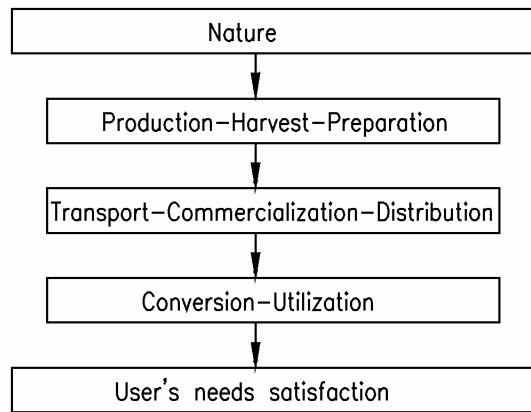 Nature
Production-Harvest-Preparation
Transport-Commercialization-Distribution
Conversion-Utilization
User's needs satisfaction